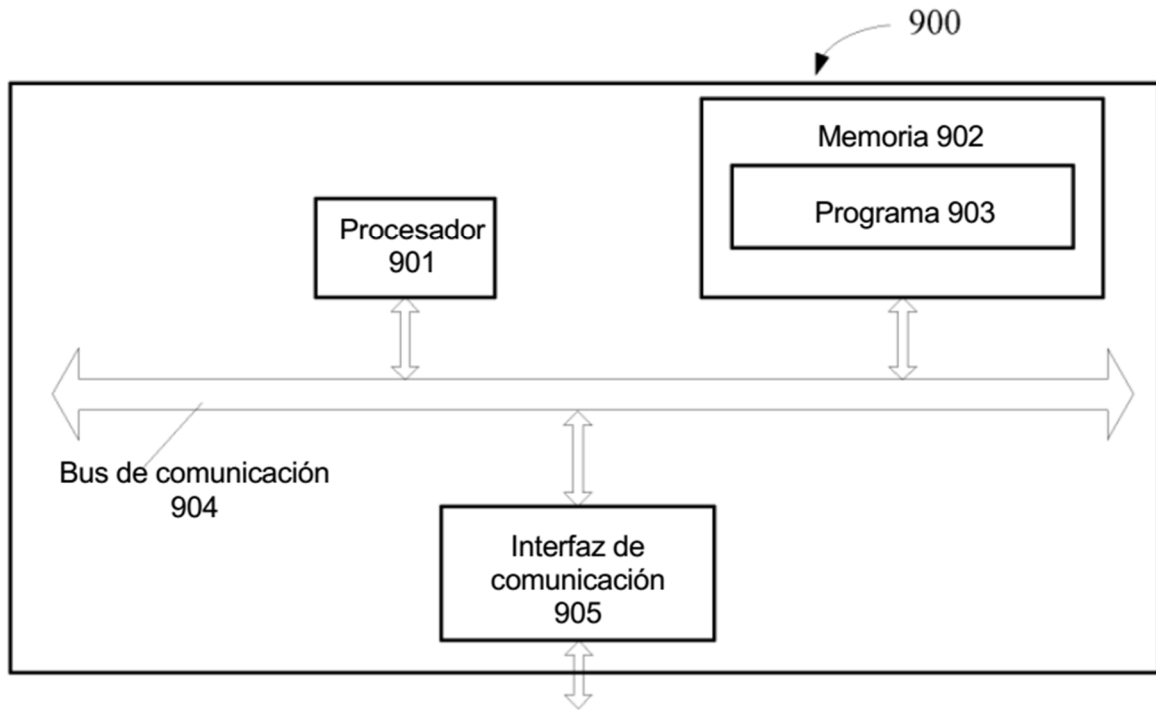 900
Memoria 902
Programa 903
Procesador
901
Bus de comunicación
904
Interfaz de
comunicación
905